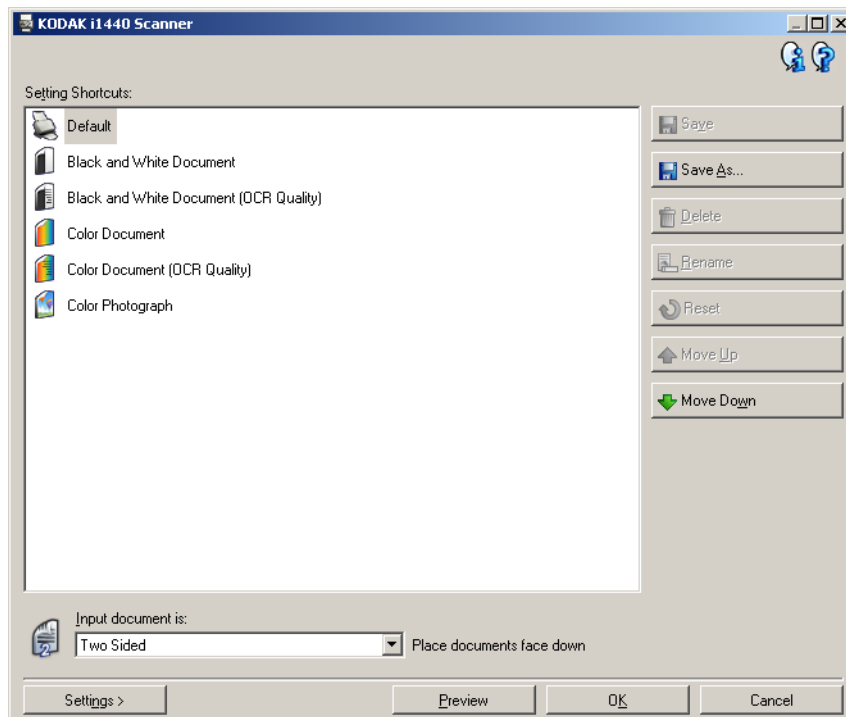 KODAK i1440 Scanner
Setting Shortcuts:
Default
Black and White Document
Black and White Document (OCR Quality)
Color Document
Color Document (OCR Quality)
Color Photograph
Save
Save As...
Delete
Rename
Reset
Move Up
Move Down
Input document is:
2
Two Sided
Place documents face down
Settings >
Preview
OK
Cancel